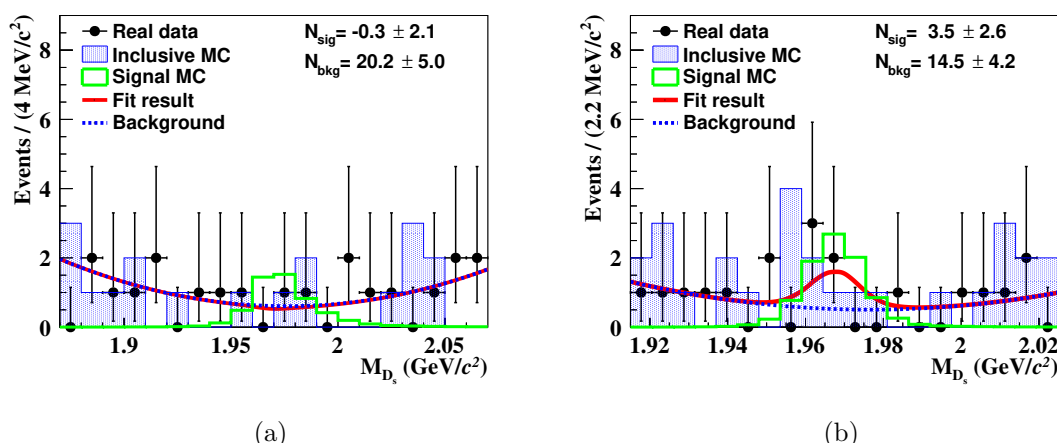 Events / (4 MeV/c²)
8
6
4
2
0
Real data
Inclusive MC
Signal MC
Fit result
Background
N_sig= -0.3 ± 2.1
N_bkg= 20.2 ± 5.0
1.9 1.95 2 2.05
M_D_s (GeV/c²)
(a)
Events / (2.2 MeV/c²)
8
6
4
2
0
Real data
Inclusive MC
Signal MC
Fit result
Background
N_sig= 3.5 ± 2.6
N_bkg= 14.5 ± 4.2
1.92 1.94 1.96 1.98 2 2.02
M_D_s (GeV/c²)
(b)